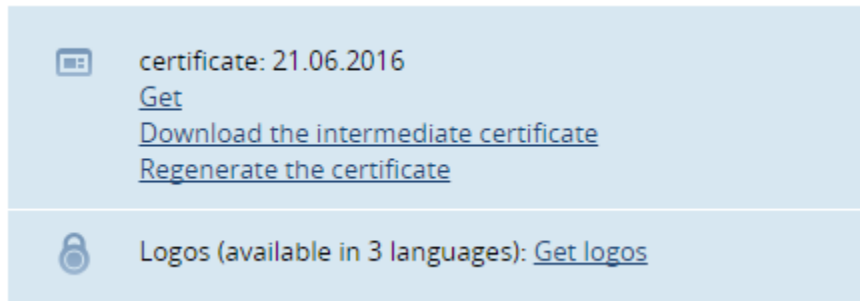 certificate: 21.06.2016
Get
Download the intermediate certificate
Regenerate the certificate
Logos (available in 3 languages): Get logos